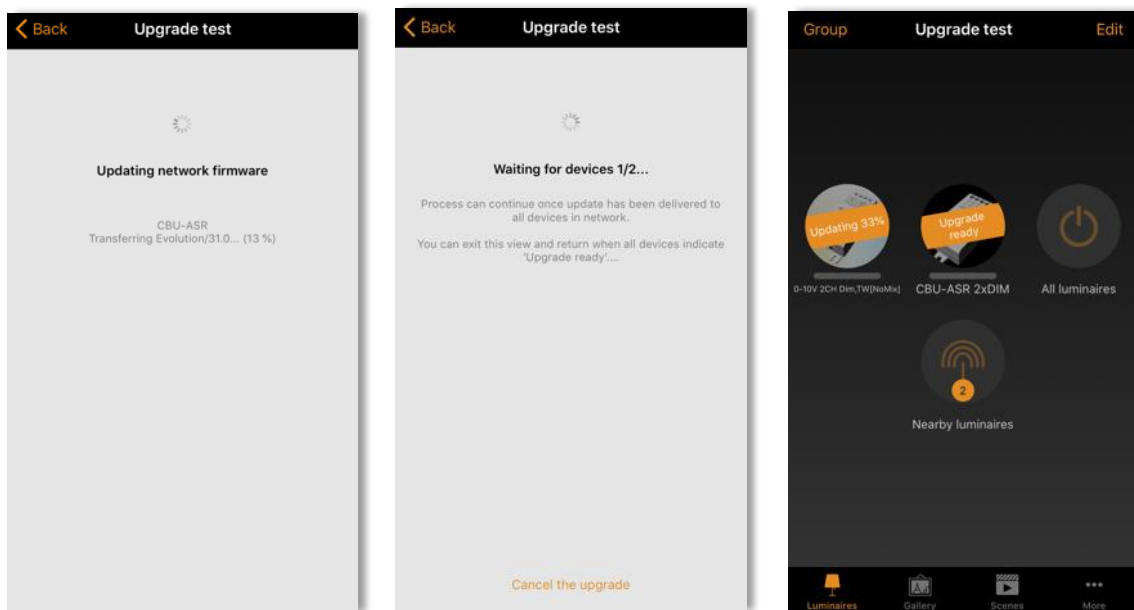 Back
Upgrade test
Updating network firmware
CBU-ASR
Transferring Evolution/31.0... (13 %)
Back
Upgrade test
Waiting for devices 1/2...
Process can continue once update has been delivered to
all devices in network.
You can exit this view and return when all devices indicate
'Upgrade ready'....
Cancel the upgrade
Group
Upgrade test
Edit
Updating 33%
Upgrade
ready
0-10V 2CH Dim,TW[NoMix]
CBU-ASR 2xDIM
All luminaires
2
Nearby luminaires
Luminaires
Gallery
Scenes
More